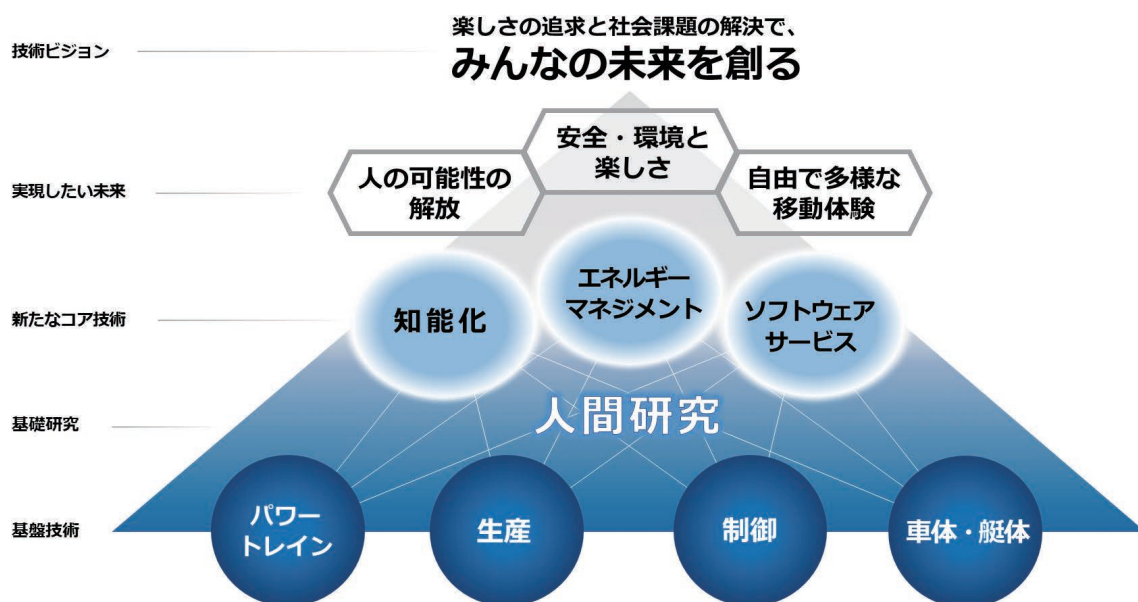 技術ビジョン
楽しさの追求と社会課題の解決で、
みんなの未来を創る
実現したい未来
人の可能性の
解放
安全・環境と
楽しさ
自由で多様な
移動体験
新たなコア技術
知能化
エネルギー
マネジメント
ソフトウェア
サービス
基礎研究
人間研究
基盤技術
パワー
トレイン
生産
制御
車体・艇体